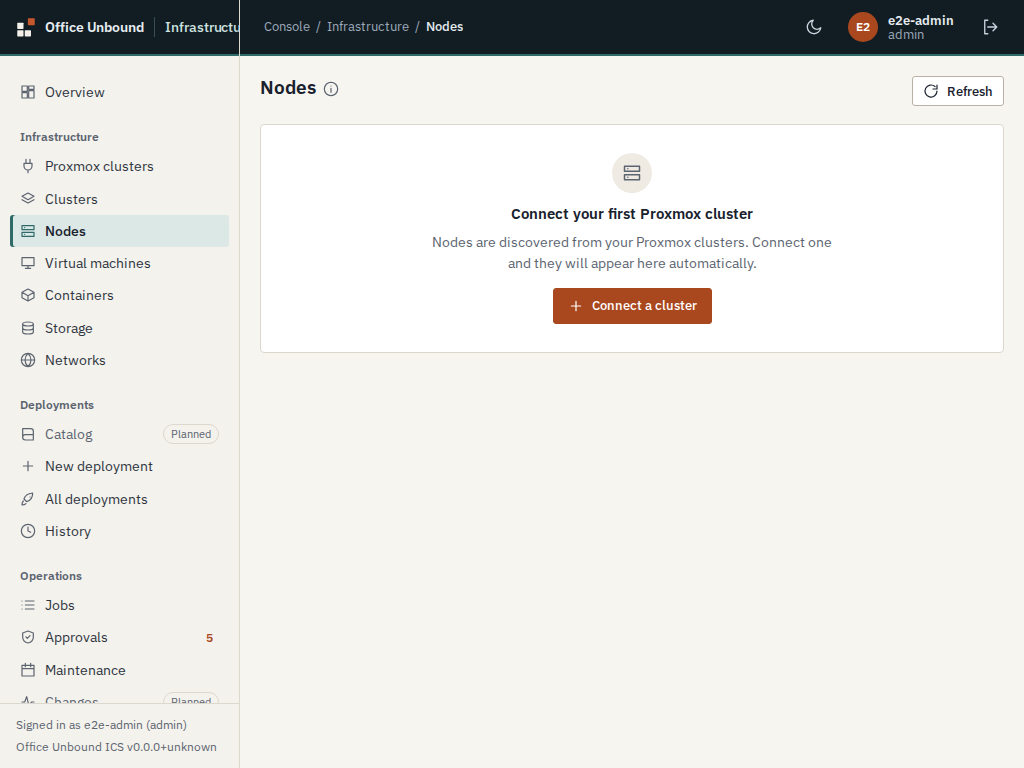 Office Unbound
Console / Infrastructure / Nodes
E2
e2e-admin
admin
Overview
Infrastructure
Proxmox clusters
Clusters
Nodes
Virtual machines
Containers
Storage
Networks
Deployments
Catalog Planned
New deployment
All deployments
History
Operations
Jobs
Approvals 5
Maintenance
Changes Planned
Signed in as e2e-admin (admin)
Office Unbound ICS v0.0.0+unknown
Nodes
Refresh
Connect your first Proxmox cluster
Nodes are discovered from your Proxmox clusters. Connect one
and they will appear here automatically.
Connect a cluster